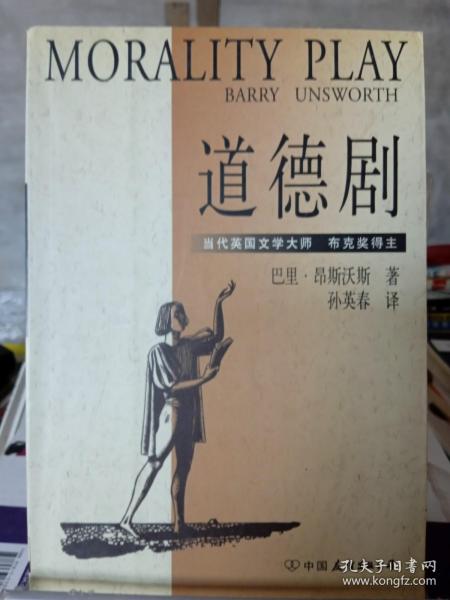 MORALITY PLAY
BARRY UNSWORTH
道德剧
当代英国文学大师 布克奖得主
巴里·昂斯沃斯 著
孙英春 译
中国
孔夫子旧书网
www.kongfz.com